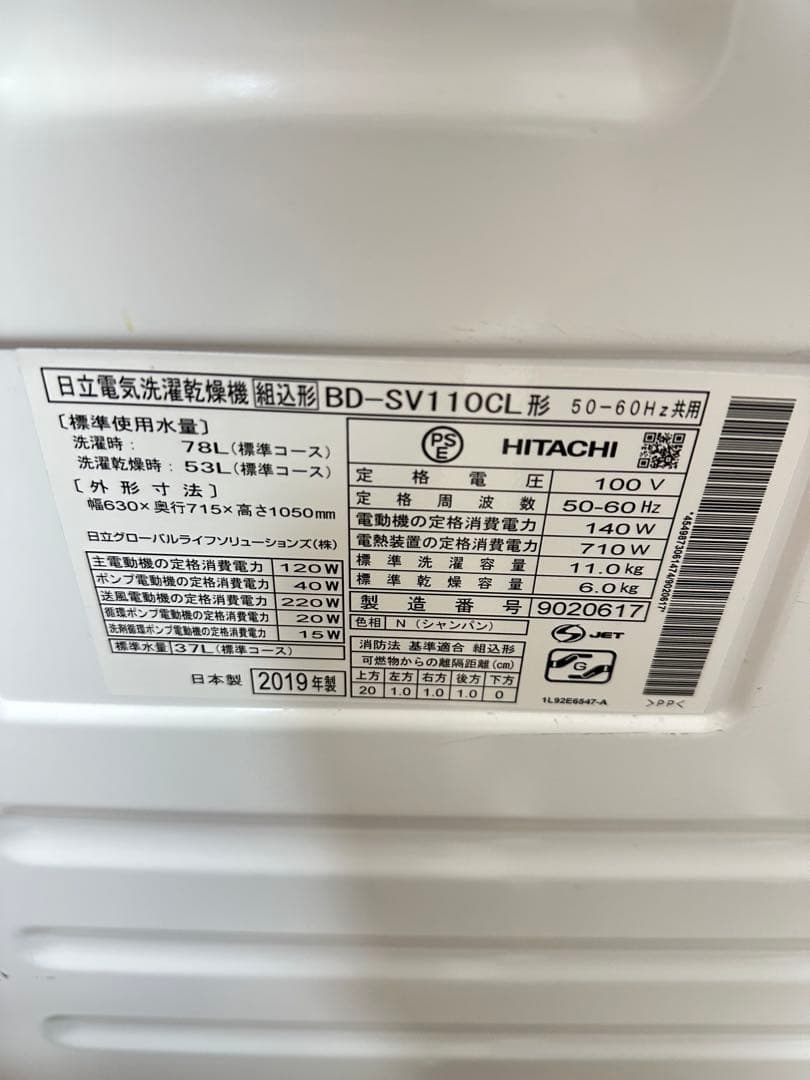 日立電気洗濯乾燥機 組込形 BD-SV110CL形 50-60Hz共用
[標準使用水量]
洗濯時： 78L(標準コース)
洗濯乾燥時： 53L(標準コース)
[外形寸法]
幅630×奥行715×高さ1050mm
日立グローバルライフソリューションズ(株)
主電動機の定格消費電力 120W
ポンプ電動機の定格消費電力 40W
送風電動機の定格消費電力 220W
循環ポンプ電動機の定格消費電力 20W
洗剤循環ポンプ電動機の定格消費電力 15W
標準水量 37L(標準コース)
日本製 2019年製
PSE HITACHI
定格電圧 100V
定格周波数 50-60Hz
電動機の定格消費電力 140W
電熱装置の定格消費電力 710W
標準洗濯容量 11.0kg
標準乾燥容量 6.0kg
製造番号 9020617
色相 N(シャンパン)
消防法 基準適合 組込形
可燃物からの離隔距離(cm)
上方 左方 右方 後方 下方
20 1.0 1.0 1.0 0
S JET
G
1L92E6547-A
>PP<
*45498730614749020617*